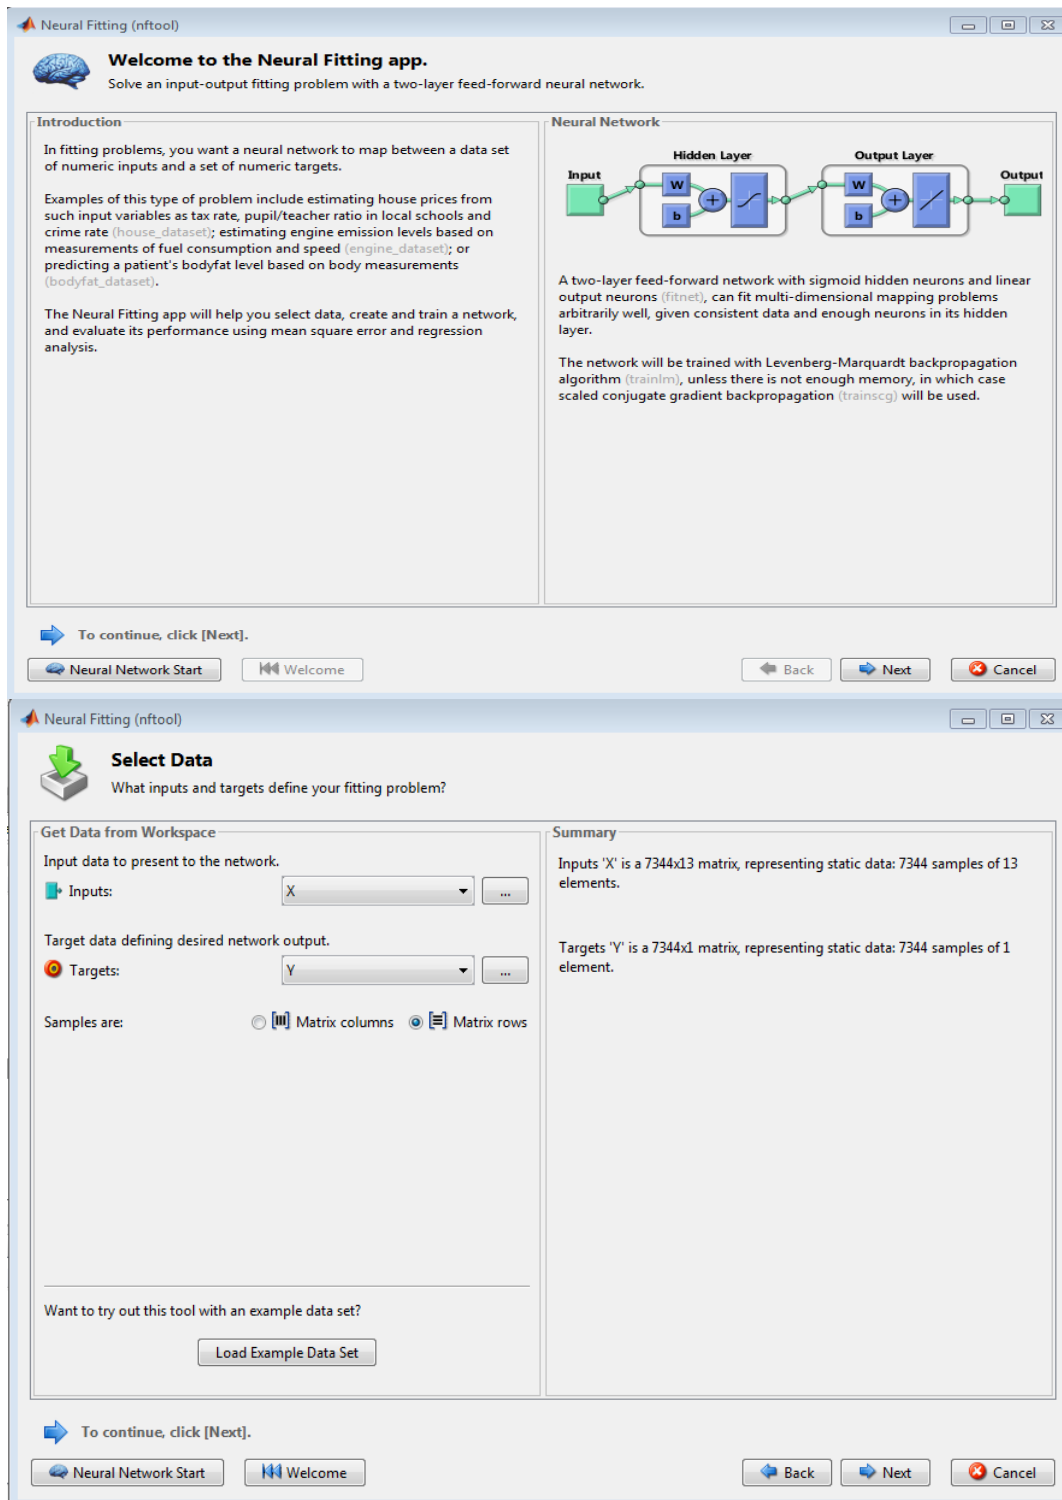 Neural Fitting (nftool)
Welcome to the Neural Fitting app.
Solve an input-output fitting problem with a two-layer feed-forward neural network.
Introduction
In fitting problems, you want a neural network to map between a data set
of numeric inputs and a set of numeric targets.
Examples of this type of problem include estimating house prices from
such input variables as tax rate, pupil/teacher ratio in local schools and
crime rate (house_dataset); estimating engine emission levels based on
measurements of fuel consumption and speed (engine_dataset); or
predicting a patient's bodyfat level based on body measurements
(bodyfat_dataset).
The Neural Fitting app will help you select data, create and train a network,
and evaluate its performance using mean square error and regression
analysis.
Neural Network
Hidden Layer
Output Layer
Input
Output
W
b
+
W
b
+
A two-layer feed-forward network with sigmoid hidden neurons and linear
output neurons (fitnet), can fit multi-dimensional mapping problems
arbitrarily well, given consistent data and enough neurons in its hidden
layer.
The network will be trained with Levenberg-Marquardt backpropagation
algorithm (trainlm), unless there is not enough memory, in which case
scaled conjugate gradient backpropagation (trainscg) will be used.
To continue, click [Next].
Neural Network Start
Welcome
Back
Next
Cancel
Neural Fitting (nftool)
Select Data
What inputs and targets define your fitting problem?
Get Data from Workspace
Input data to present to the network.
Inputs:
X
...
Target data defining desired network output.
Targets:
Y
...
Samples are:
Matrix columns
Matrix rows
Want to try out this tool with an example data set?
Load Example Data Set
Summary
Inputs 'X' is a 7344x13 matrix, representing static data: 7344 samples of 13
elements.
Targets 'Y' is a 7344x1 matrix, representing static data: 7344 samples of 1
element.
To continue, click [Next].
Neural Network Start
Welcome
Back
Next
Cancel